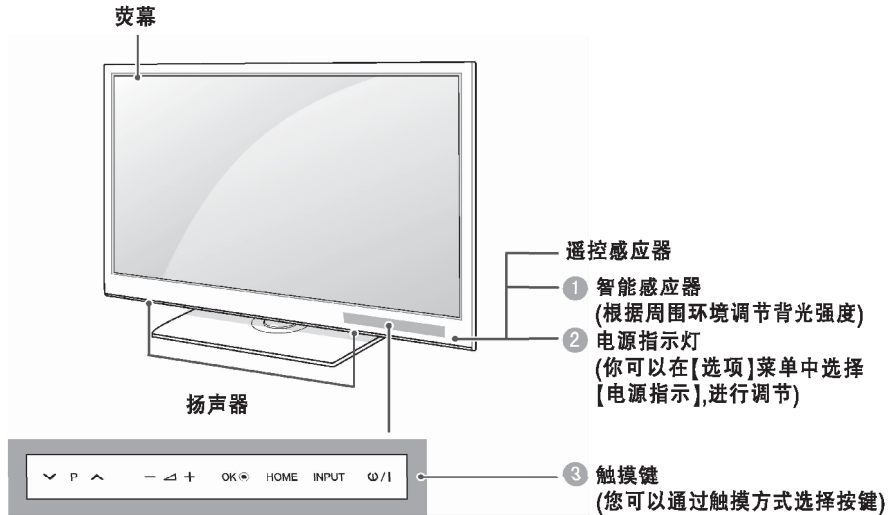 荧幕
遥控感应器
1 智能感应器
(根据周围环境调节背光强度)
2 电源指示灯
(你可以在【选项】菜单中选择
【电源指示】,进行调节)
扬声器
P − + OK HOME INPUT /I
3 触摸键
(您可以通过触摸方式选择按键)